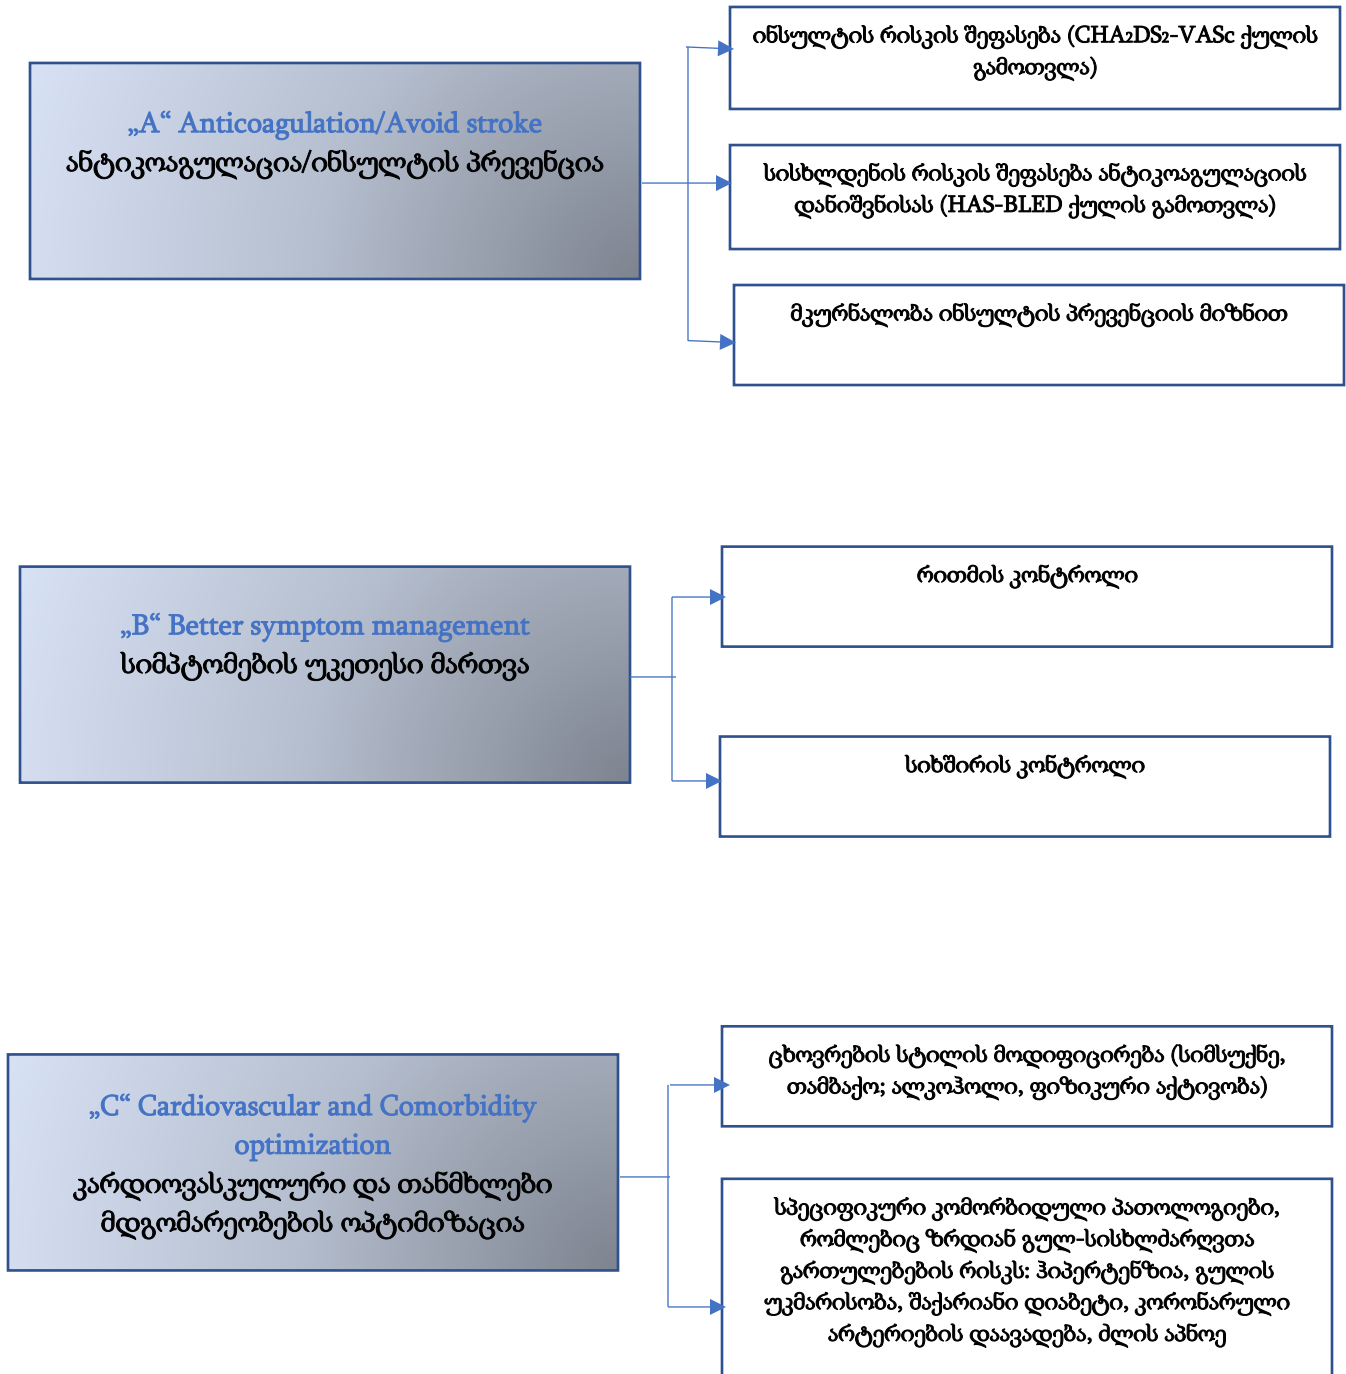 „A“ Anticoagulation/Avoid stroke
ანტიკოაგულაცია/ინსულტის პრევენცია
ინსულტის რისკის შეფასება (CHA₂DS₂-VASc ქულის
გამოთვლა)
სისხლდენის რისკის შეფასება ანტიკოაგულაციის
დანიშვნისას (HAS-BLED ქულის გამოთვლა)
მკურნალობა ინსულტის პრევენციის მიზნით
„B“ Better symptom management
სიმპტომების უკეთესი მართვა
რითმის კონტროლი
სიხშირის კონტროლი
„C“ Cardiovascular and Comorbidity
optimization
კარდიოვასკულური და თანმხლები
მდგომარეობების ოპტიმიზაცია
ცხოვრების სტილის მოდიფიცირება (სიმსუქნე,
თამბაქო; ალკოჰოლი, ფიზიკური აქტივობა)
სპეციფიკური კომორბიდული პათოლოგიები,
რომლებიც ზრდიან გულ-სისხლძარღვთა
გართულებების რისკს: ჰიპერტენზია, გულის
უკმარისობა, შაქარიანი დიაბეტი, კორონარული
არტერიების დაავადება, ძლის აპნოე